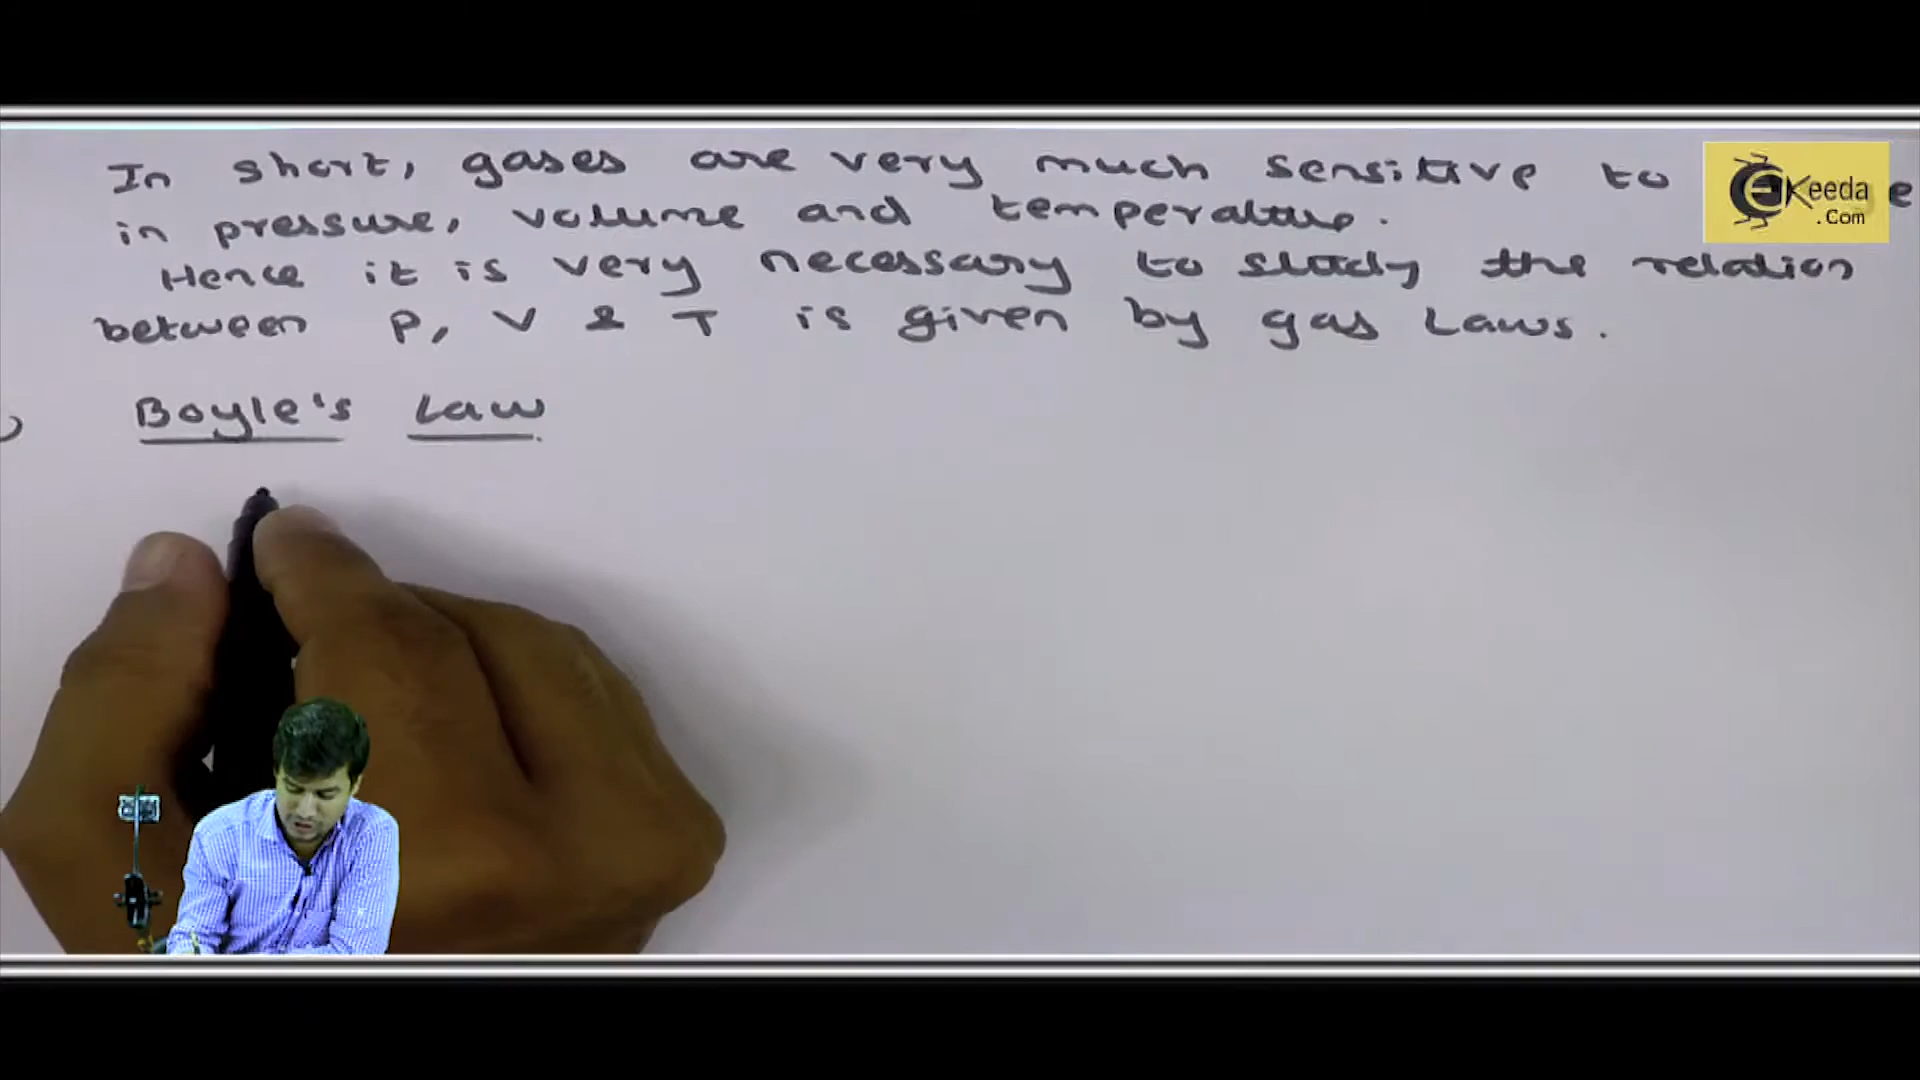 In short, gases are very much sensitive to
in pressure, volume and temperature.
Hence it is very necessary to study the relation
between P, V & T is given by gas Laws.
Boyle's Law
eKeeda
.Com